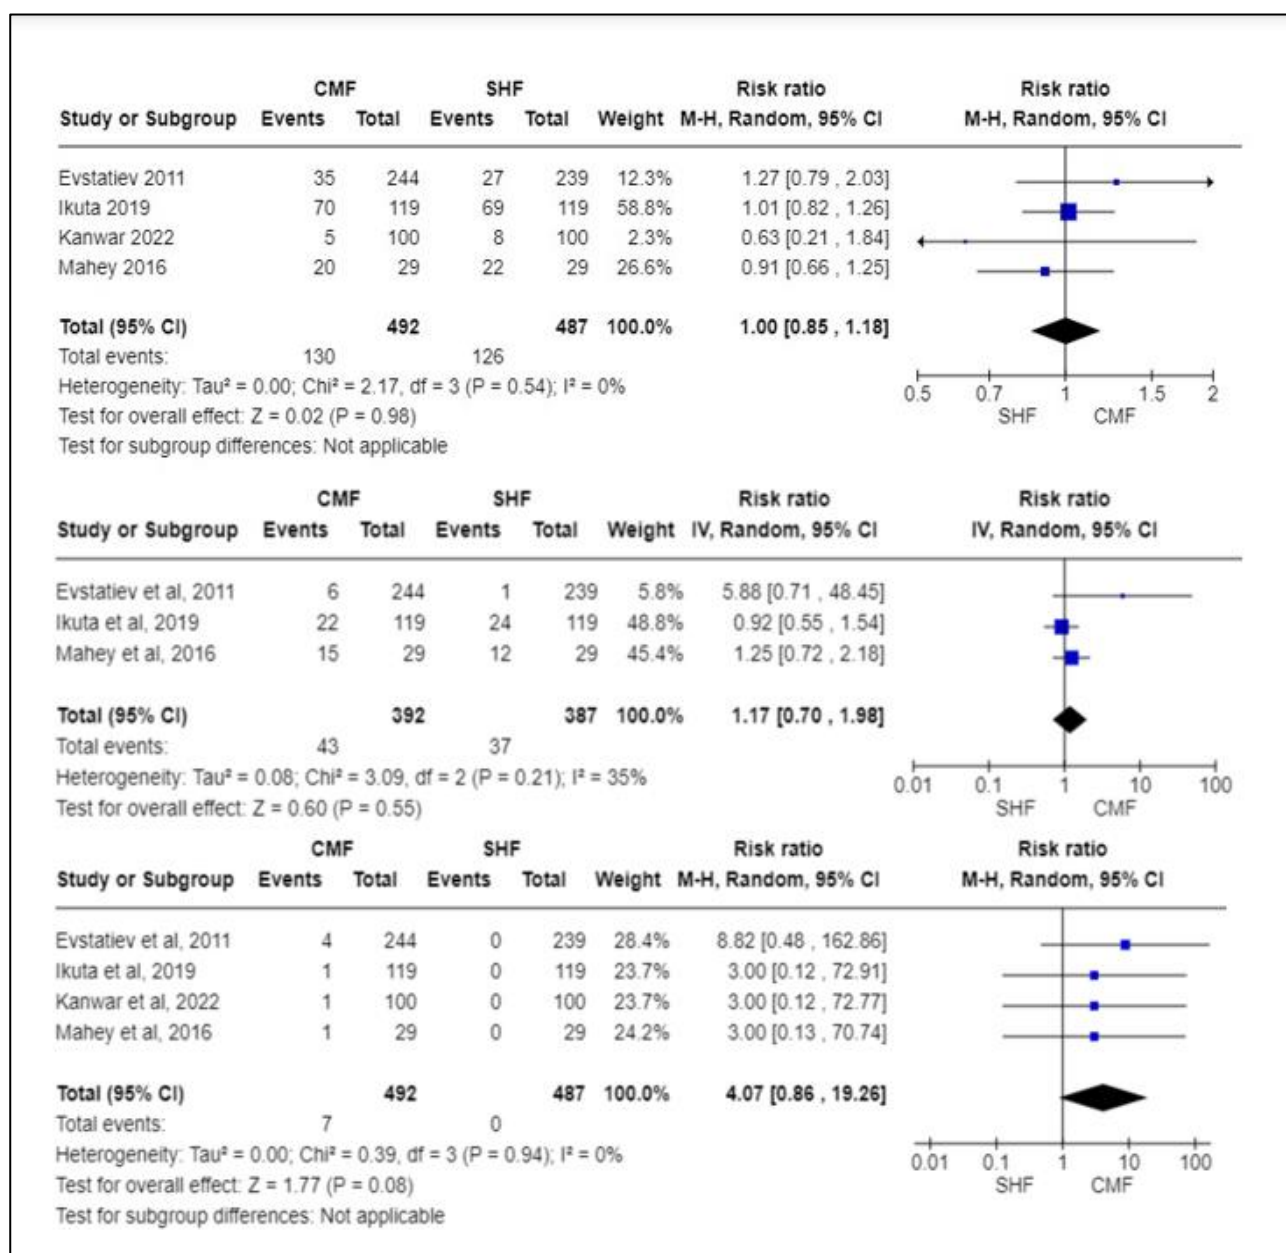 CMF SHF Risk ratio Risk ratio
Study or Subgroup Events Total Events Total Weight M-H, Random, 95% CI M-H, Random, 95% CI
Evstatiev 2011 35 244 27 239 12.3% 1.27 [0.79 , 2.03]
Ikuta 2019 70 119 69 119 58.8% 1.01 [0.82 , 1.26]
Kanwar 2022 5 100 8 100 2.3% 0.63 [0.21 , 1.84]
Mahey 2016 20 29 22 29 26.6% 0.91 [0.66 , 1.25]
Total (95% CI) 492 487 100.0% 1.00 [0.85 , 1.18]
Total events: 130 126
Heterogeneity: Tau² = 0.00; Chi² = 2.17, df = 3 (P = 0.54); I² = 0%
0.5 0.7 1 1.5 2
Test for overall effect: Z = 0.02 (P = 0.98) SHF CMF
Test for subgroup differences: Not applicable
CMF SHF Risk ratio Risk ratio
Study or Subgroup Events Total Events Total Weight IV, Random, 95% CI IV, Random, 95% CI
Evstatiev et al, 2011 6 244 1 239 5.8% 5.88 [0.71 , 48.45]
Ikuta et al, 2019 22 119 24 119 48.8% 0.92 [0.55 , 1.54]
Mahey et al, 2016 15 29 12 29 45.4% 1.25 [0.72 , 2.18]
Total (95% CI) 392 387 100.0% 1.17 [0.70 , 1.98]
Total events: 43 37
Heterogeneity: Tau² = 0.08; Chi² = 3.09, df = 2 (P = 0.21); I² = 35%
0.01 0.1 1 10 100
Test for overall effect: Z = 0.60 (P = 0.55) SHF CMF
CMF SHF Risk ratio Risk ratio
Study or Subgroup Events Total Events Total Weight M-H, Random, 95% CI M-H, Random, 95% CI
Evstatiev et al, 2011 4 244 0 239 28.4% 8.82 [0.48 , 162.86]
Ikuta et al, 2019 1 119 0 119 23.7% 3.00 [0.12 , 72.91]
Kanwar et al, 2022 1 100 0 100 23.7% 3.00 [0.12 , 72.77]
Mahey et al, 2016 1 29 0 29 24.2% 3.00 [0.13 , 70.74]
Total (95% CI) 492 487 100.0% 4.07 [0.86 , 19.26]
Total events: 7 0
Heterogeneity: Tau² = 0.00; Chi² = 0.39, df = 3 (P = 0.94); I² = 0%
0.01 0.1 1 10 100
Test for overall effect: Z = 1.77 (P = 0.08) SHF CMF
Test for subgroup differences: Not applicable